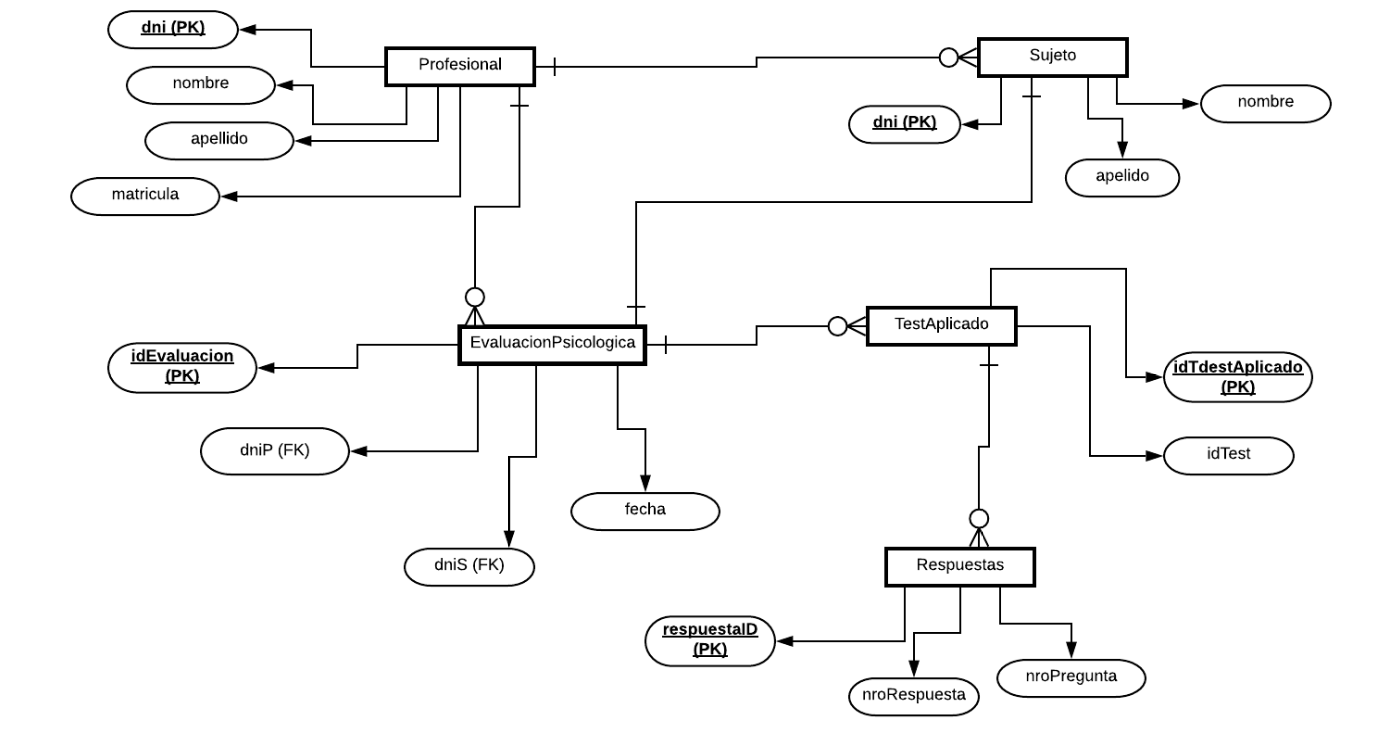 dni (PK)
Profesional
Sujeto
nombre
nombre
dni (PK)
apellido
apelido
matricula
TestAplicado
EvaluacionPsicologica
idEvaluacion
(PK)
idTdestAplicado
(PK)
dniP (FK)
idTest
fecha
dniS (FK)
Respuestas
respuestaID
(PK)
nroPregunta
nroRespuesta